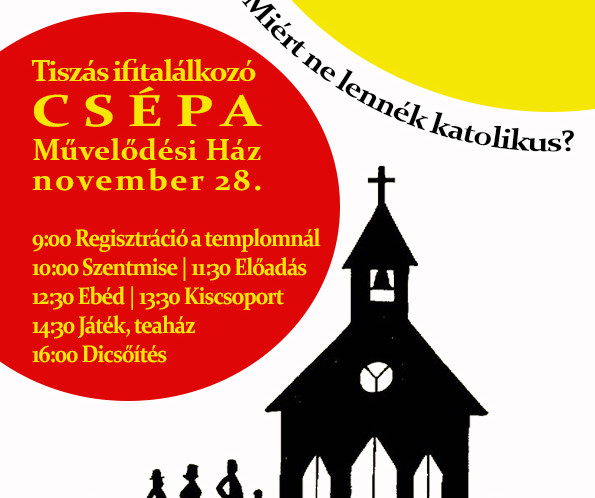 Miért ne lennék katolikus?
Tiszás ifitalálkozó
CSÉPA
Művelődési Ház
november 28.
9:00 Regisztráció a templomnál
10:00 Szentmise | 11:30 Előadás
12:30 Ebéd | 13:30 Kiscsoport
14:30 Játék, teaház
16:00 Dicsőítés